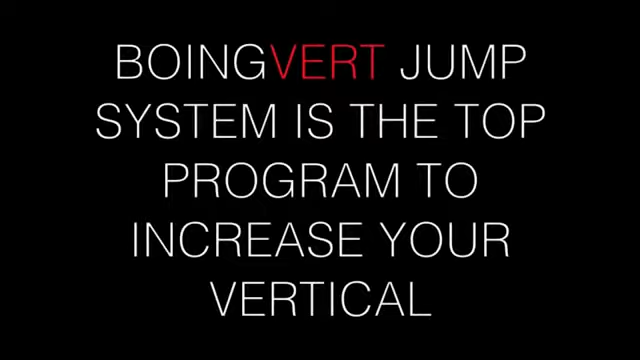 BOINGVERT JUMP
SYSTEM IS THE TOP
PROGRAM TO
INCREASE YOUR
VERTICAL